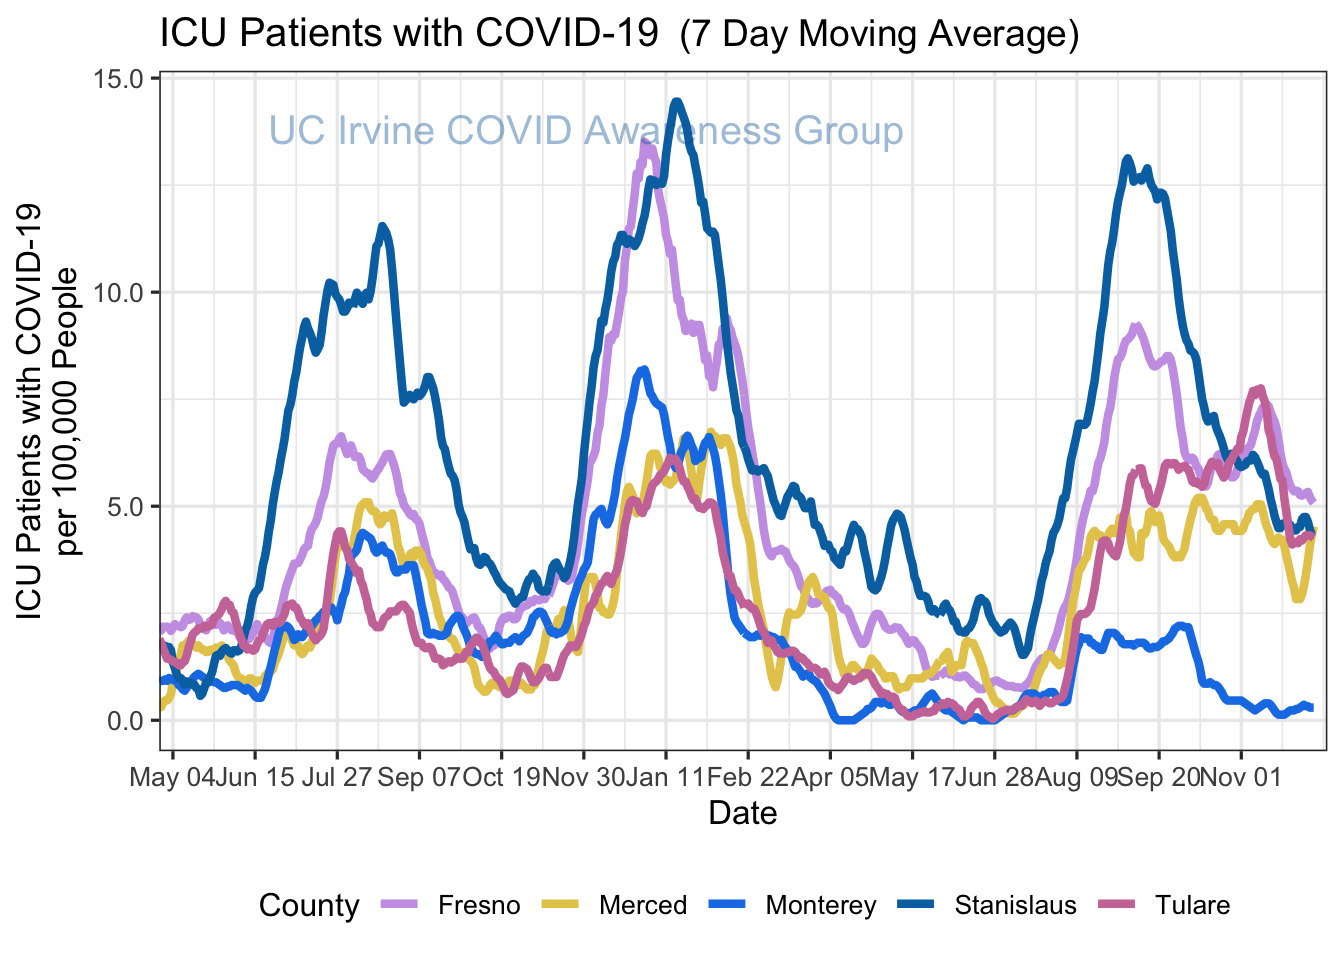 ICU Patients with COVID-19 (7 Day Moving Average)
UC Irvine COVID Awareness Group
ICU Patients with COVID-19
per 100,000 People
15.0
10.0
5.0
0.0
May 04 Jun 15 Jul 27 Sep 07 Oct 19 Nov 30 Jan 11 Feb 22 Apr 05 May 17 Jun 28 Aug 09 Sep 20 Nov 01
Date
County Fresno Merced Monterey Stanislaus Tulare